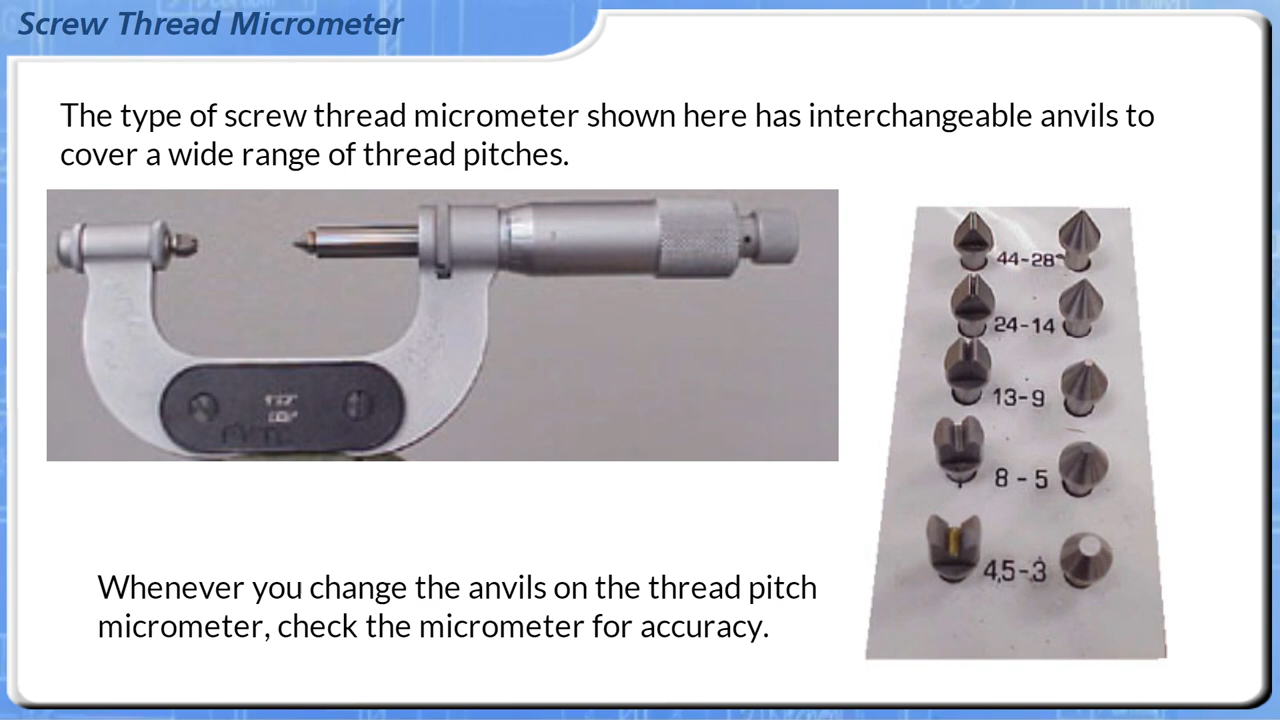 Screw Thread Micrometer
The type of screw thread micrometer shown here has interchangeable anvils to
cover a wide range of thread pitches.
44-28
24-14
13-9
8-5
4,5-3
Whenever you change the anvils on the thread pitch
micrometer, check the micrometer for accuracy.